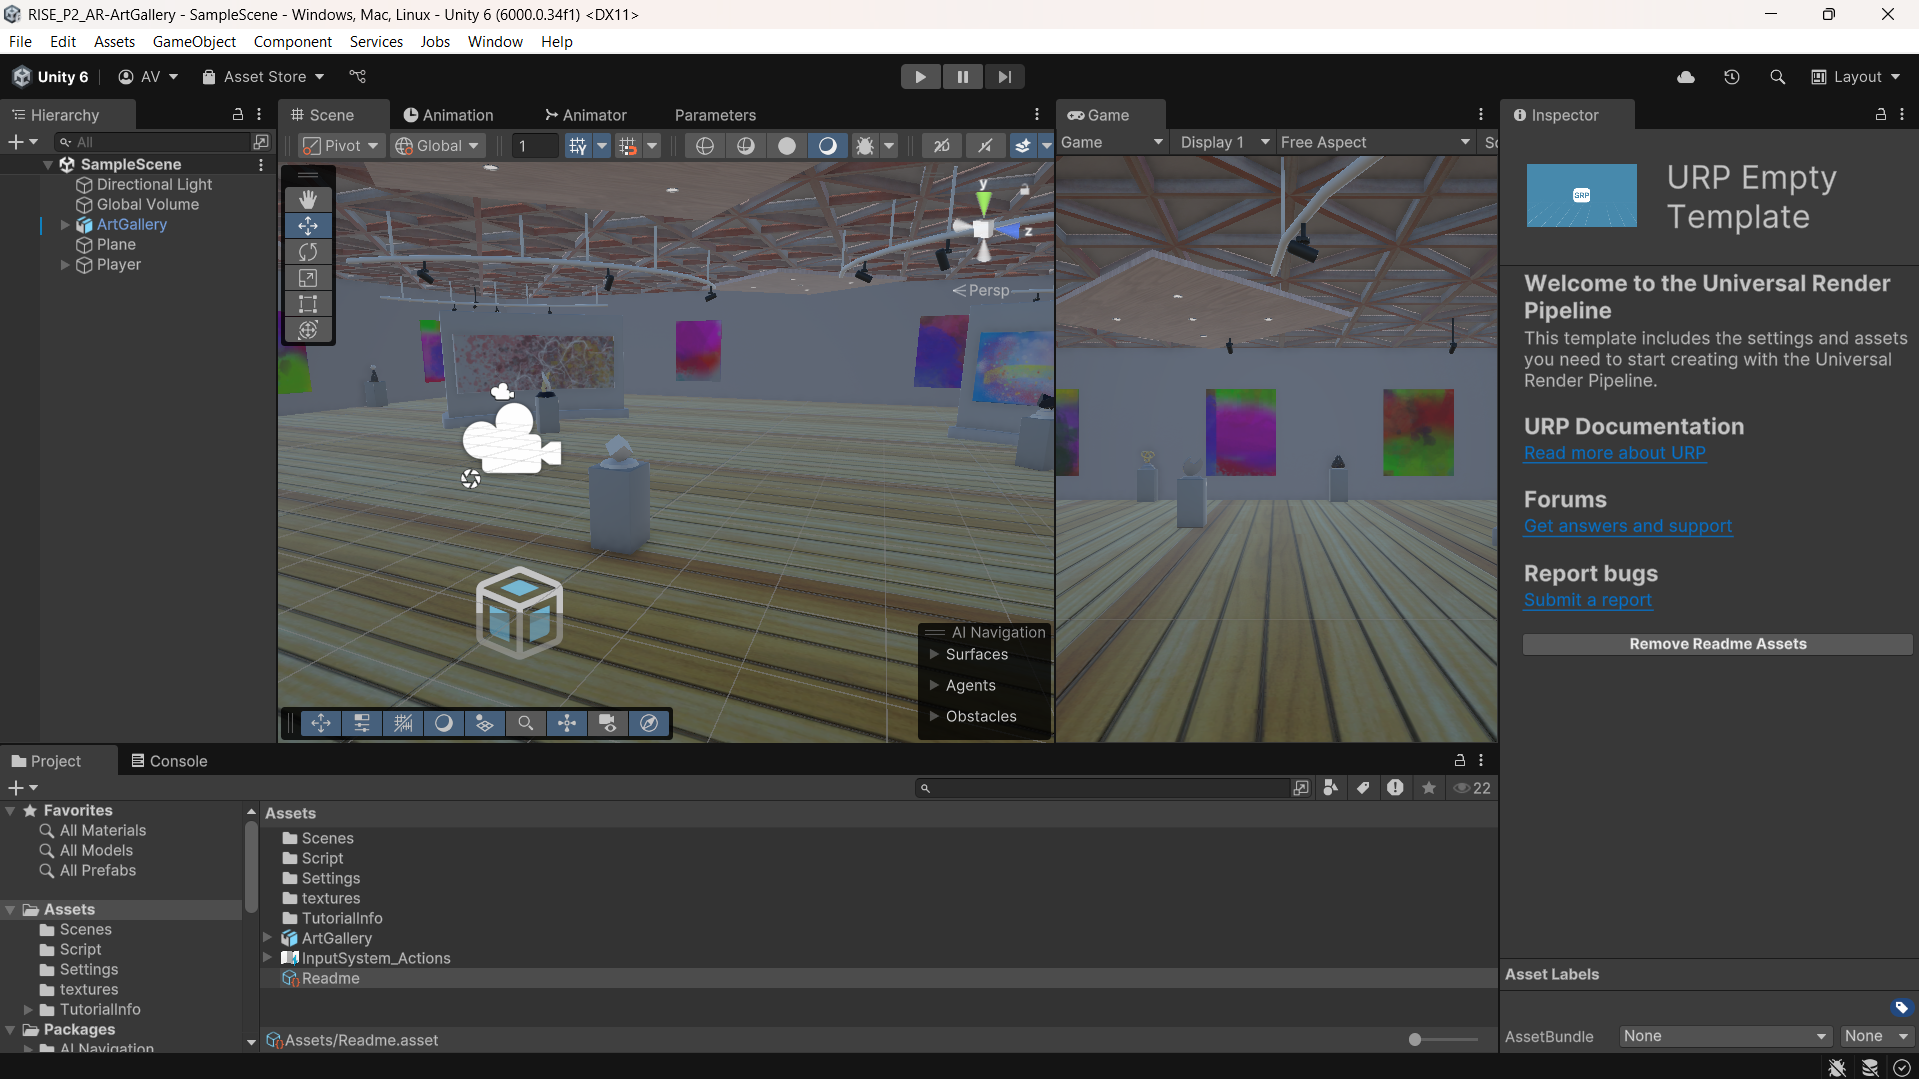 RISE_P2_AR-ArtGallery - SampleScene - Windows, Mac, Linux - Unity 6 (6000.0.34f1) <DX11>
File Edit Assets GameObject Component Services Jobs Window Help
Unity 6 AV Asset Store Layout
Hierarchy
All
SampleScene
Directional Light
Global Volume
ArtGallery
Plane
Player
Scene Animation Animator Parameters
Pivot Global 1 2D
y
z
Persp
AI Navigation
Surfaces
Agents
Obstacles
Game
Game Display 1 Free Aspect Sc
Inspector
SRP
URP Empty
Template
Welcome to the Universal Render
Pipeline
This template includes the settings and assets
you need to start creating with the Universal
Render Pipeline.
URP Documentation
Read more about URP
Forums
Get answers and support
Report bugs
Submit a report
Remove Readme Assets
Asset Labels
AssetBundle None None
Project Console
22
Favorites
All Materials
All Models
All Prefabs
Assets
Scenes
Script
Settings
textures
TutorialInfo
Packages
AI Navigation
Assets
Scenes
Script
Settings
textures
TutorialInfo
ArtGallery
InputSystem_Actions
Readme
Assets/Readme.asset